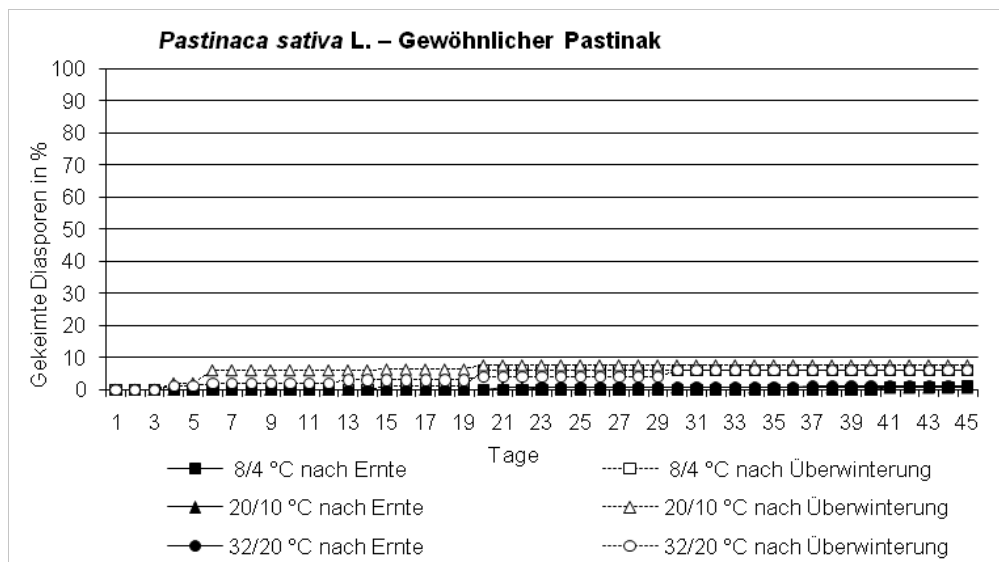 Pastinaca sativa L. – Gewöhnlicher Pastinak
Gekeimte Diasporen in %
100
90
80
70
60
50
40
30
20
10
0
1 3 5 7 9 11 13 15 17 19 21 23 25 27 29 31 33 35 37 39 41 43 45
Tage
8/4 °C nach Ernte 8/4 °C nach Überwinterung
20/10 °C nach Ernte 20/10 °C nach Überwinterung
32/20 °C nach Ernte 32/20 °C nach Überwinterung